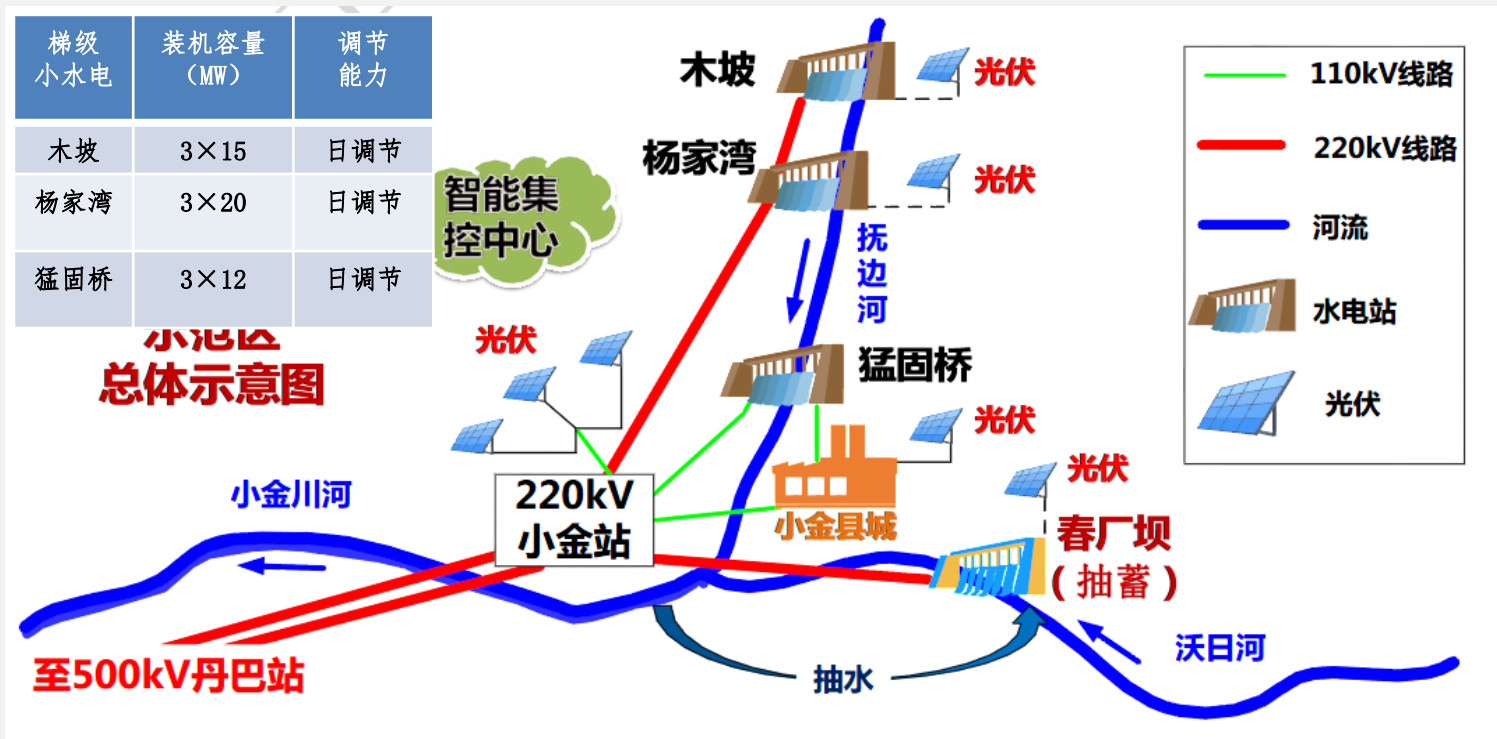 梯级
小水电
装机容量
（MW）
调节
能力
木坡
3×15
日调节
杨家湾
3×20
日调节
猛固桥
3×12
日调节
智能集
控中心
示范区
总体示意图
木坡
光伏
杨家湾
光伏
抚
边
河
光伏
猛固桥
光伏
小金川河
220kV
小金站
小金县城
光伏
春厂坝
（抽蓄）
沃日河
抽水
至500kV丹巴站
110kV线路
220kV线路
河流
水电站
光伏